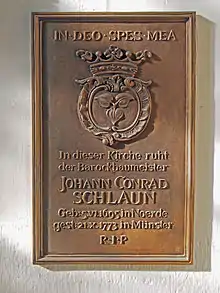 IN·DEO·SPES·MEA
In dieser Kirche ruht
der Barockbaumeister
JOHANN CONRAD
SCHLAUN
Geb:5.VI.1695 in Noerde
gest:21.X.1773 in Münster
R·I·P